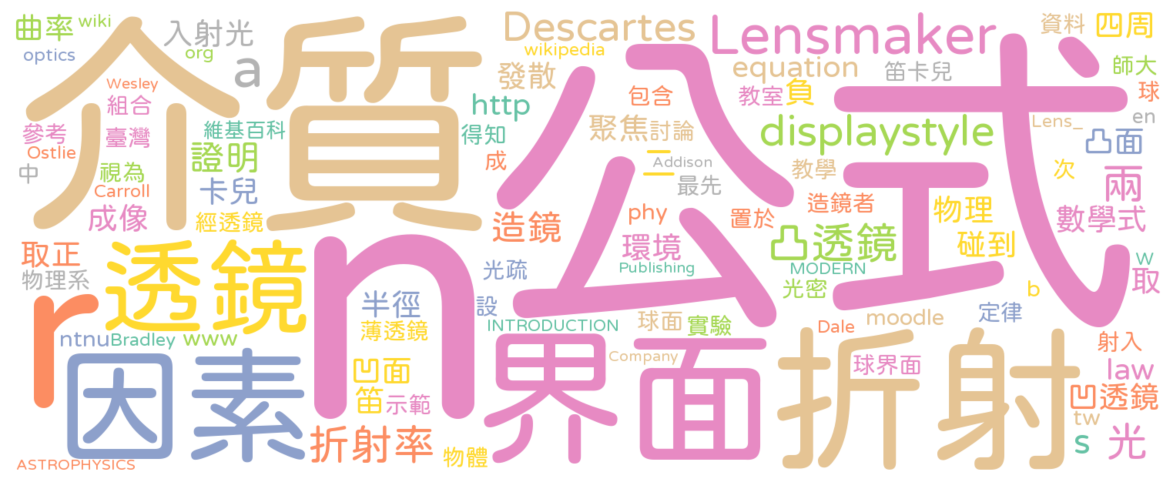 曲率
wiki
optics
入射光
org
a
Descartes
wikipedia
發散
Lensmaker
equation
笛卡兒
資料
四周
師大
介質
Wesley
組合
參考
臺灣
維基百科
Ostlie
視為
中
Carroll
證明
卡兒
成像
經透鏡
http
得知
成
包含
教室
負
聚焦
討論
二
Addison
最先
教學
displaystyle
球
en
Lens_
凸面
次
兩
公式
造鏡
phy
置於
造鏡者
物理
數學式
取正
物理系
透鏡
r
n
光疏
設
環境
Publishing
凸透鏡
MODERN
光密
碰到
w
取
b
半徑
薄透鏡
INTRODUCTION
球面
實驗
moodle
定律
ntnu
Bradley
www
Dale
射入
因素
凹面
笛
示範
界面
Company
折射
球界面
law
凹透鏡
tw
折射率
物體
s
光
ASTROPHYSICS